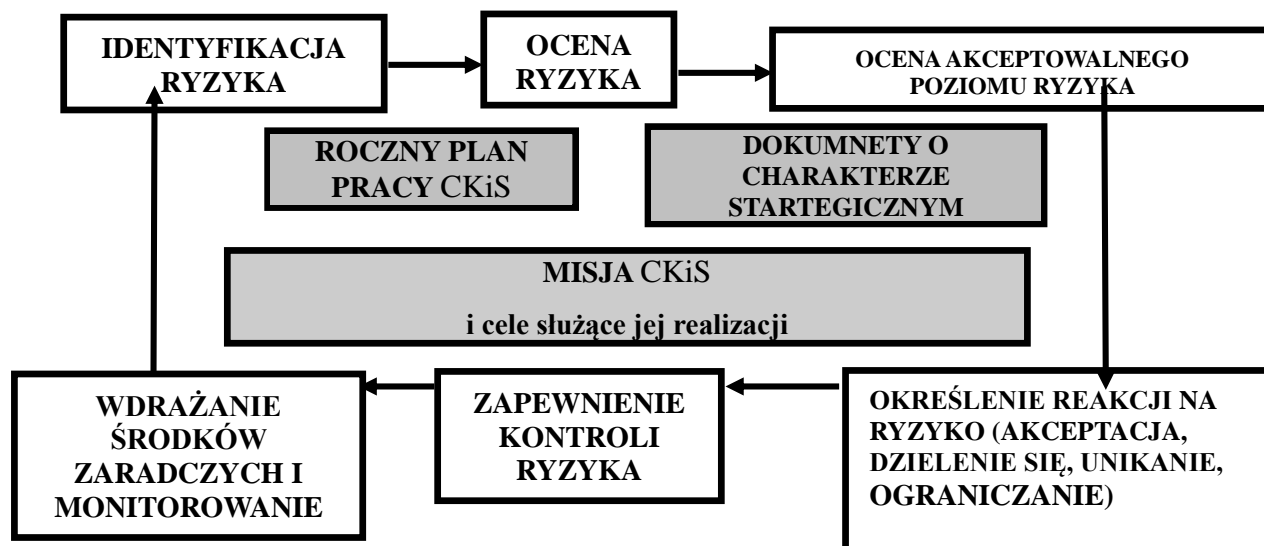 IDENTYFIKACJA
RYZYKA
OCENA
RYZYKA
OCENA AKCEPTOWALNEGO
POZIOMU RYZYKA
ROCZNY PLAN
PRACY CKiS
DOKUMNETY O
CHARAKTERZE
STARTEGICZNYM
MISJA CKiS
i cele służące jej realizacji
WDRAŻANIE
ŚRODKÓW
ZARADCZYCH I
MONITOROWANIE
ZAPEWNIENIE
KONTROLI
RYZYKA
OKREŚLENIE REAKCJI NA
RYZYKO (AKCEPTACJA,
DZIELENIE SIĘ, UNIKANIE,
OGRANICZANIE)